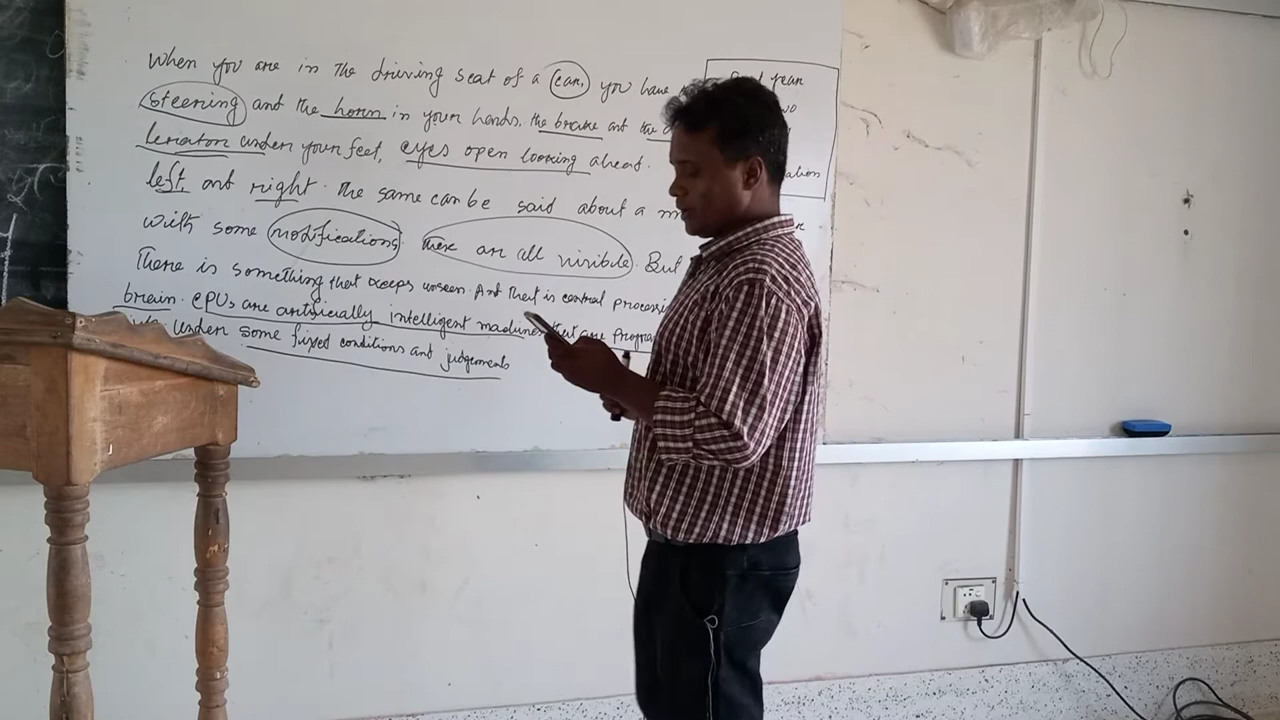 When you are in the driving seat of a car, you have
steering and the horn in your hands, the brake and the
leriaton under your feet, eyes open looking ahead.
left, and right. The same can be said about a
with some modifications. These are all visible. But
There is something that keeps unseen. And that is central
brain. CPUs are artificially intelligent machines that are
under some fixed conditions and judgements
year